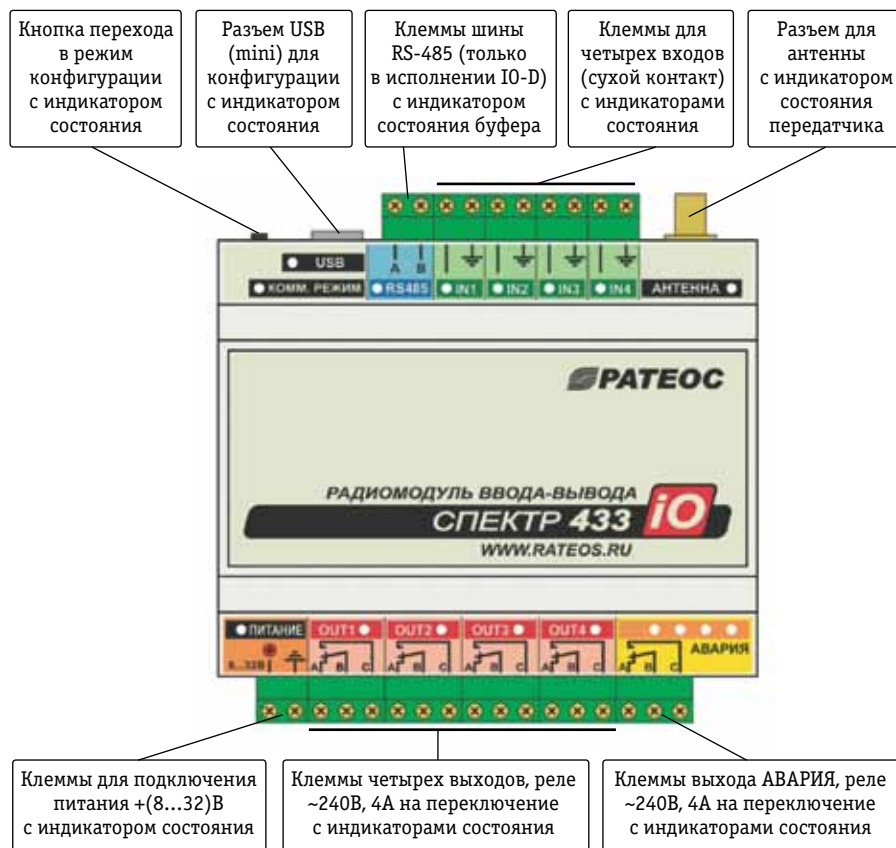 Кнопка перехода
в режим
конфигурации
с индикатором
состояния
Разъем USB
(mini) для
конфигурации
с индикатором
состояния
Клеммы шины
RS-485 (только
в исполнении IO-D)
с индикатором
состояния буфера
Клеммы для
четырех входов
(сухой контакт)
с индикаторами
состояния
Разъем для
антенны
с индикатором
состояния
передатчика
USB
A B
КОММ. РЕЖИМ RS485 IN1 IN2 IN3 IN4 АНТЕННА
РАТЕОС
РАДИОМОДУЛЬ ВВОДА-ВЫВОДА
СПЕКТР 433 iO
WWW.RATEOS.RU
ПИТАНИЕ OUT1 OUT2 OUT3 OUT4
АВАРИЯ
8...32В A B C A B C A B C A B C A B C
Клеммы для подключения
питания +(8...32)В
с индикатором состояния
Клеммы четырех выходов, реле
~240В, 4А на переключение
с индикаторами состояния
Клеммы выхода АВАРИЯ, реле
~240В, 4А на переключение
с индикаторами состояния